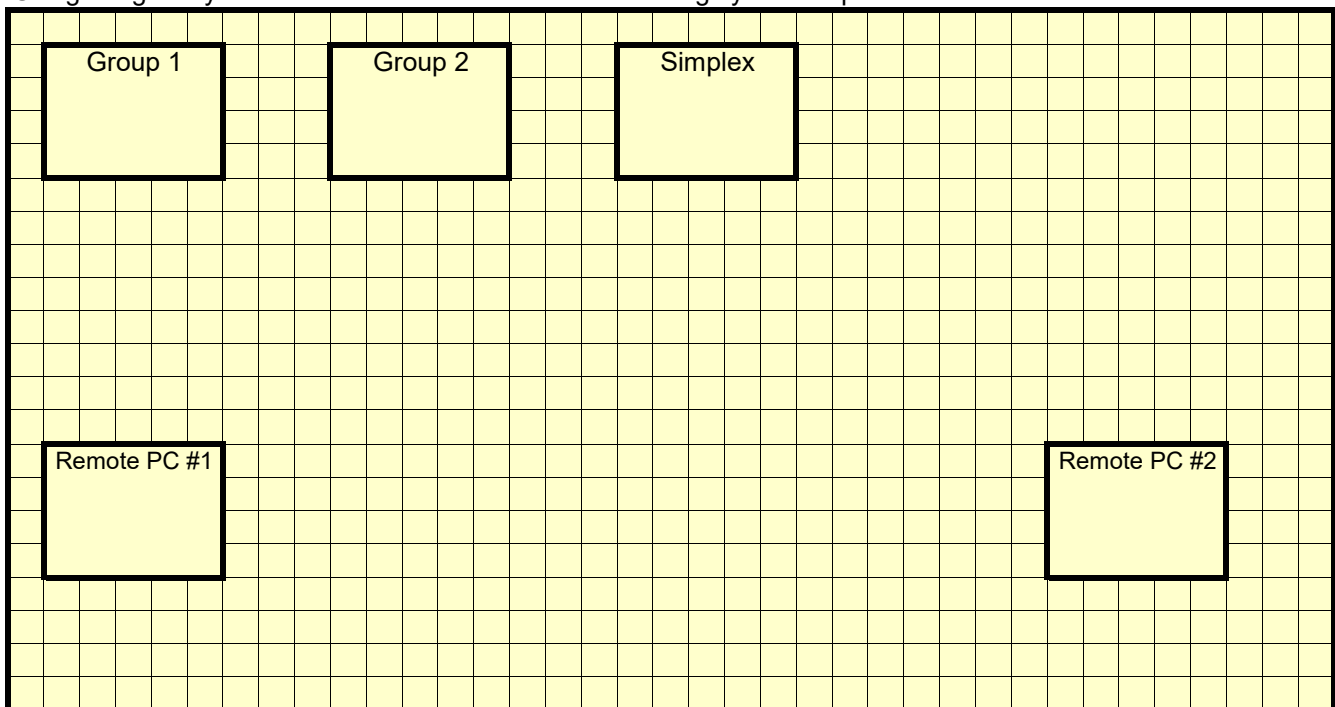 Group 1
Group 2
Simplex
Remote PC #1
Remote PC #2